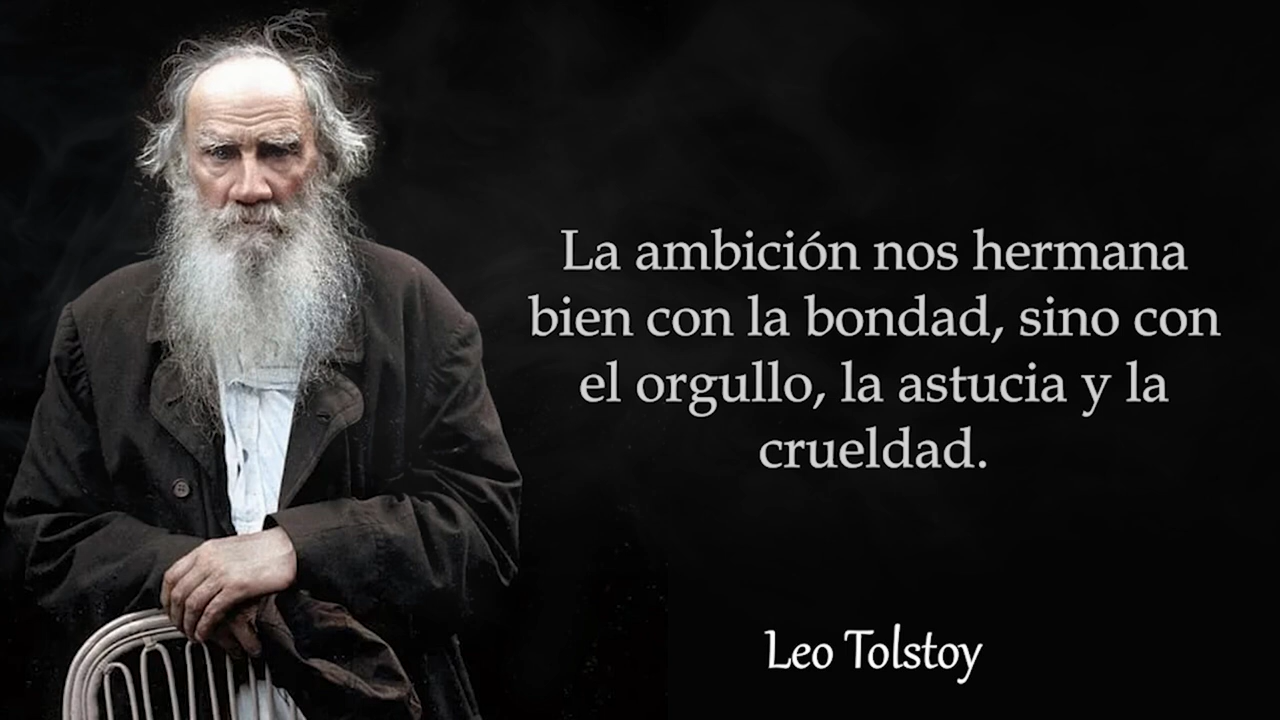 La ambición nos hermana
bien con la bondad, sino con
el orgullo, la astucia y la
crueldad.
Leo Tolstoy